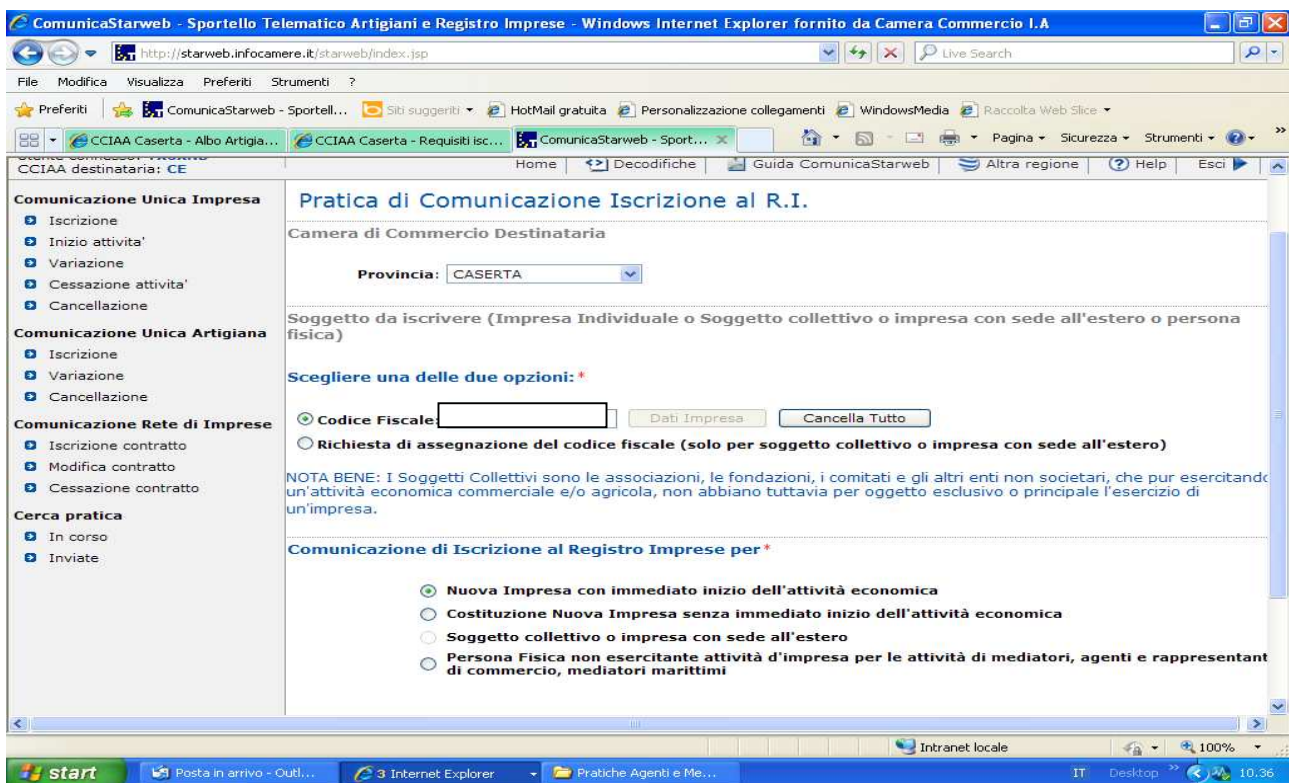 ComunicaStarweb - Sportello Telematico Artigiani e Registro Imprese - Windows Internet Explorer fornito da Camera Commercio I.A
http://starweb.infocamere.it/starweb/index.jsp
Live Search
File Modifica Visualizza Preferiti Strumenti ?
Preferiti ComunicaStarweb - Sportell... Siti suggeriti HotMail gratuita Personalizzazione collegamenti WindowsMedia Raccolta Web Slice
CCIAA Caserta - Albo Artigia... CCIAA Caserta - Requisiti isc... ComunicaStarweb - Sport... Pagina Sicurezza Strumenti »
Utente connesso:
CCIAA destinataria: CE
Home Decodifiche Guida ComunicaStarweb Altra regione Help Esci
Comunicazione Unica Impresa
Iscrizione
Inizio attivita'
Variazione
Cessazione attivita'
Cancellazione
Comunicazione Unica Artigiana
Iscrizione
Variazione
Cancellazione
Comunicazione Rete di Imprese
Iscrizione contratto
Modifica contratto
Cessazione contratto
Cerca pratica
In corso
Inviate
Pratica di Comunicazione Iscrizione al R.I.
Camera di Commercio Destinataria
Provincia: CASERTA
Soggetto da iscrivere (Impresa Individuale o Soggetto collettivo o impresa con sede all'estero o persona
fisica)
Scegliere una delle due opzioni: *
Codice Fiscale: Dati Impresa Cancella Tutto
Richiesta di assegnazione del codice fiscale (solo per soggetto collettivo o impresa con sede all'estero)
NOTA BENE: I Soggetti Collettivi sono le associazioni, le fondazioni, i comitati e gli altri enti non societari, che pur esercitando
un'attività economica commerciale e/o agricola, non abbiano tuttavia per oggetto esclusivo o principale l'esercizio di
un'impresa.
Comunicazione di Iscrizione al Registro Imprese per *
Nuova Impresa con immediato inizio dell'attività economica
Costituzione Nuova Impresa senza immediato inizio dell'attività economica
Soggetto collettivo o impresa con sede all'estero
Persona Fisica non esercitante attività d'impresa per le attività di mediatori, agenti e rappresentant
di commercio, mediatori marittimi
Intranet locale 100%
start Posta in arrivo - Outl... 3 Internet Explorer Pratiche Agenti e Me... IT Desktop » 10.36